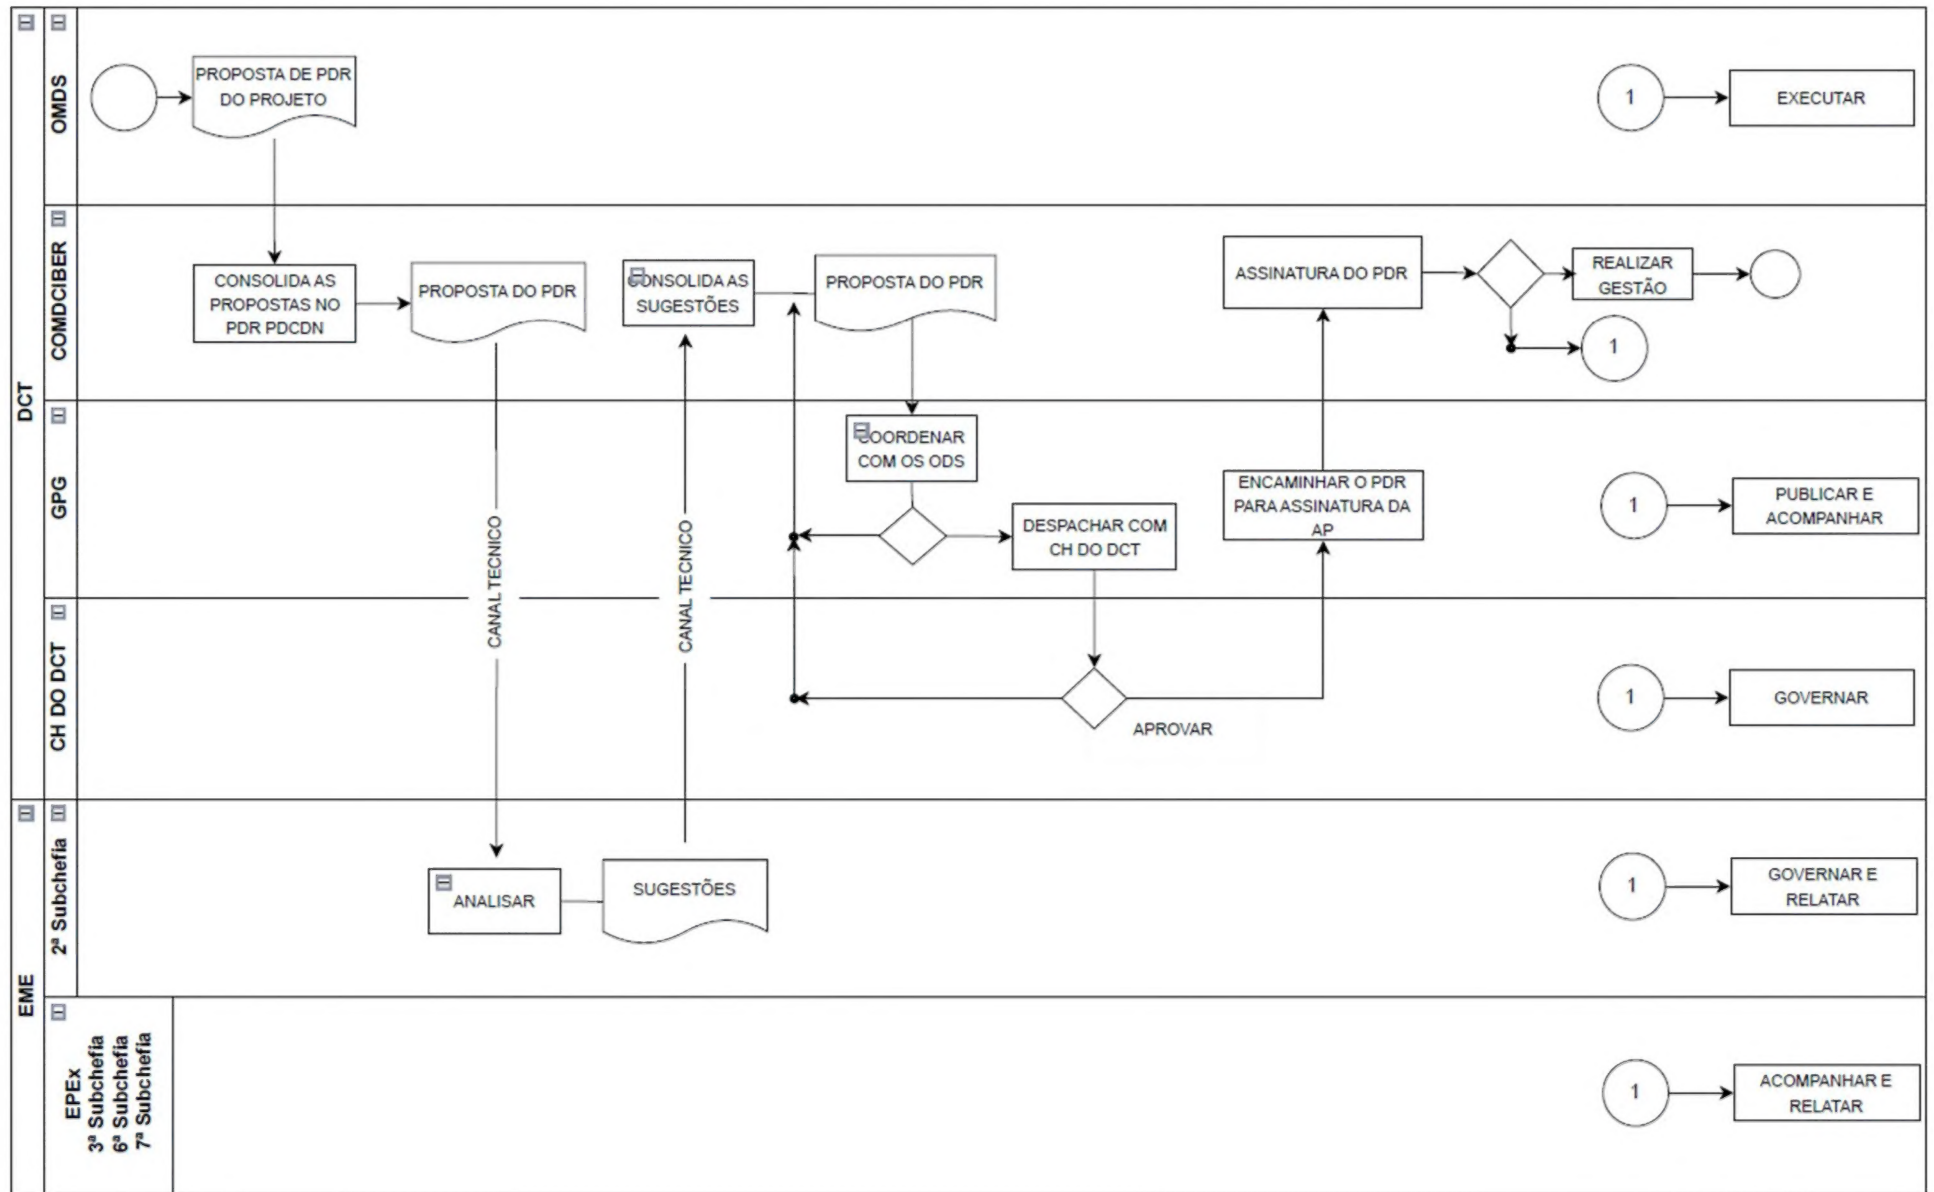 DCT
OMDS
PROPOSTA DE PDR
DO PROJETO
1
EXECUTAR
COMDCIBER
CONSOLIDA AS
PROPOSTAS NO
PDR PDCDN
PROPOSTA DO PDR
CONSOLIDA AS
SUGESTÕES
PROPOSTA DO PDR
ASSINATURA DO PDR
REALIZAR
GESTÃO
1
GPG
CANAL TECNICO
CANAL TECNICO
COORDENAR
COM OS ODS
DESPACHAR COM
CH DO DCT
ENCAMINHAR O PDR
PARA ASSINATURA DA
AP
1
PUBLICAR E
ACOMPANHAR
CH DO DCT
APROVAR
1
GOVERNAR
EME
2ª Subchefia
ANALISAR
SUGESTÕES
1
GOVERNAR E
RELATAR
EPEx
3ª Subchefia
6ª Subchefia
7ª Subchefia
1
ACOMPANHAR E
RELATAR